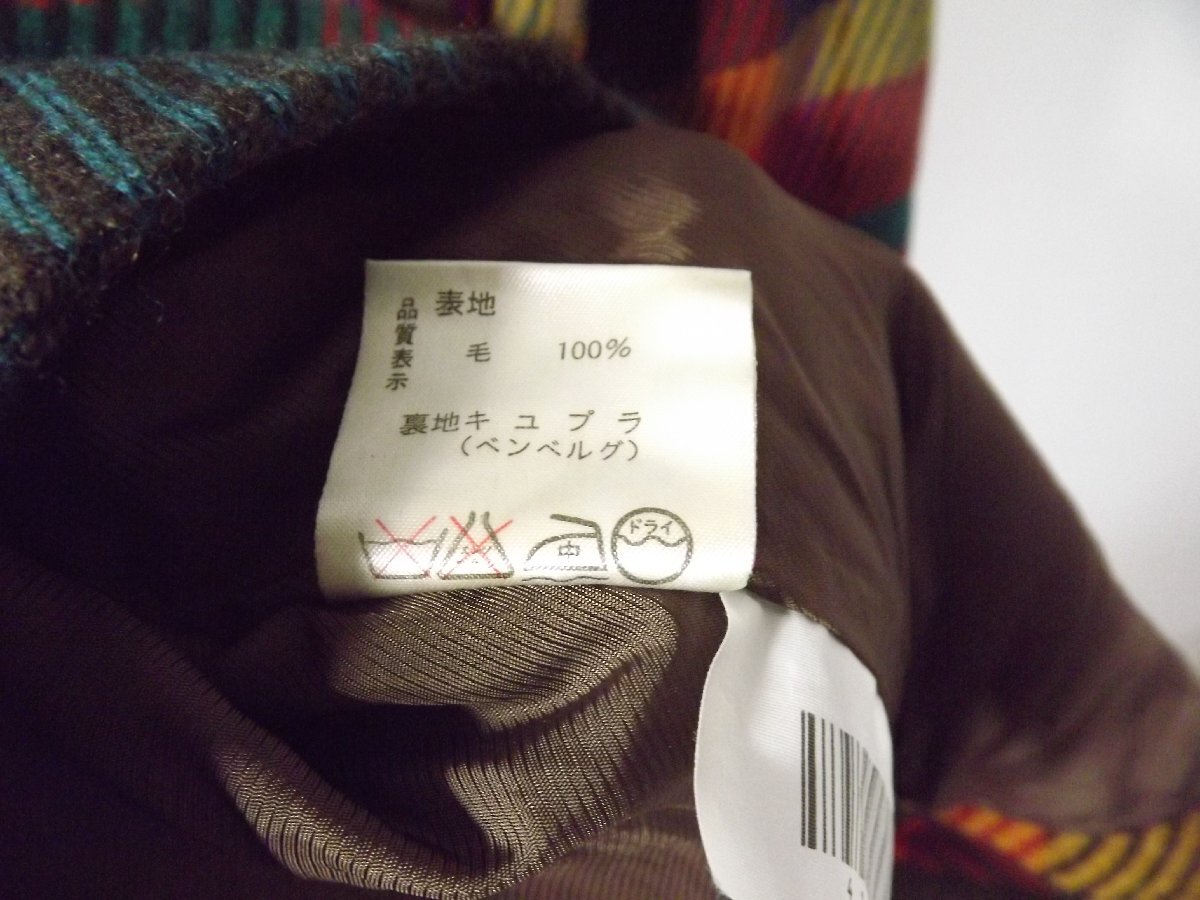 品質表示
表地
毛 100%
裏地キュプラ
(ベンベルグ)
中
ドライ